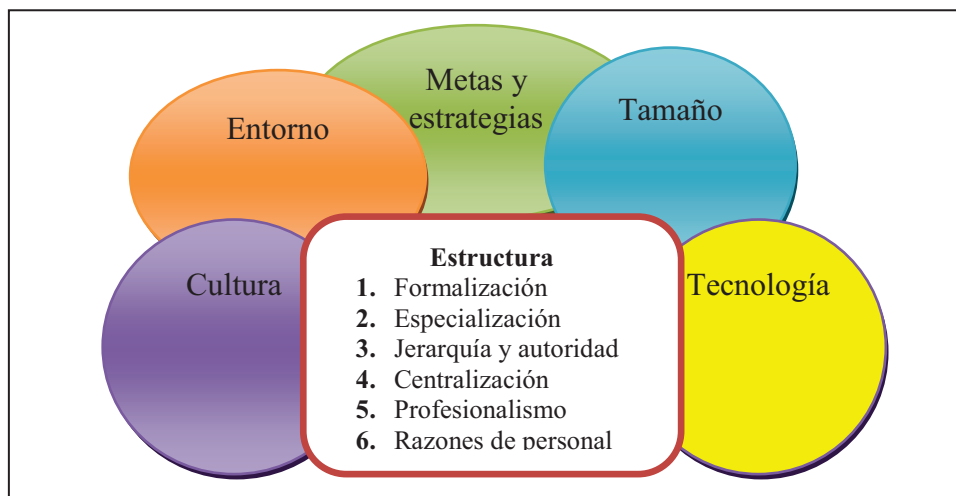 Metas y
estrategias
Tamaño
Entorno
Cultura
Tecnología
Estructura
1. Formalización
2. Especialización
3. Jerarquía y autoridad
4. Centralización
5. Profesionalismo
6. Razones de personal